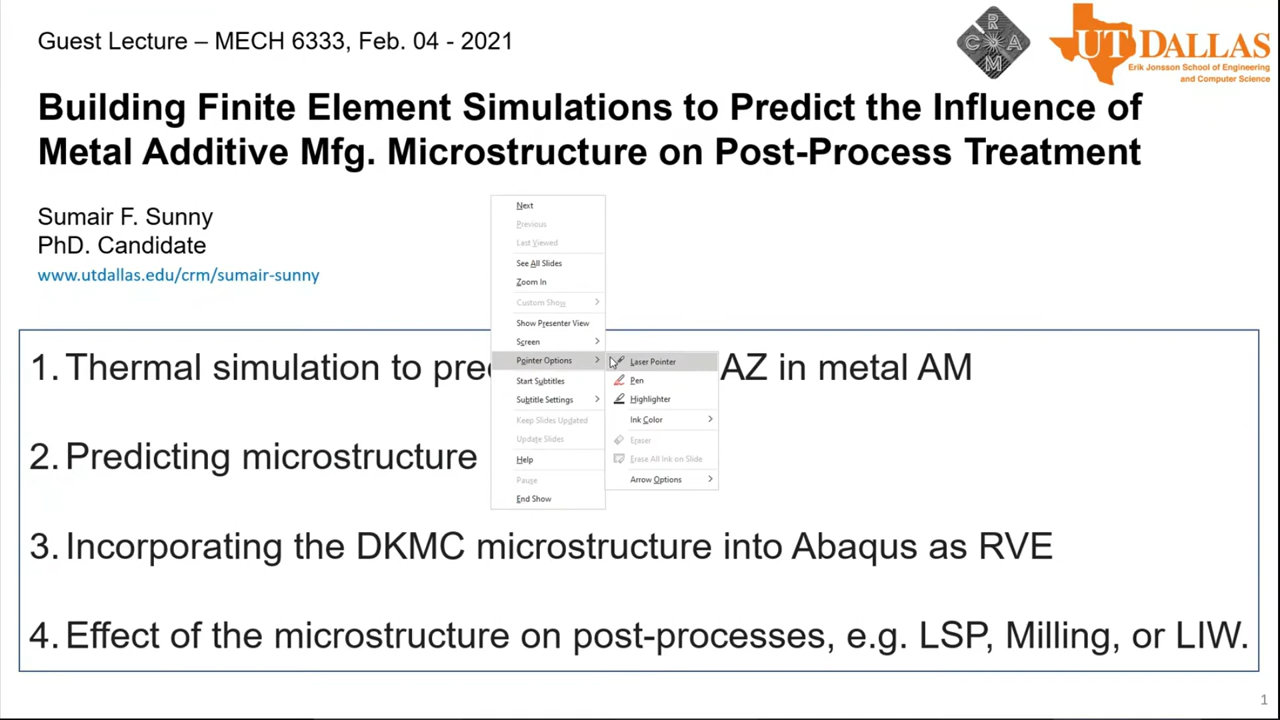 Guest Lecture – MECH 6333, Feb. 04 - 2021
R
C A
M
UT DALLAS
Erik Jonsson School of Engineering
and Computer Science
Building Finite Element Simulations to Predict the Influence of
Metal Additive Mfg. Microstructure on Post-Process Treatment
Sumair F. Sunny
PhD. Candidate
www.utdallas.edu/crm/sumair-sunny
Next
Previous
Last Viewed
See All Slides
Zoom In
Custom Show
Show Presenter View
Screen
Pointer Options
Start Subtitles
Subtitle Settings
Keep Slides Updated
Update Slides
Help
Pause
End Show
Laser Pointer
Pen
Highlighter
Ink Color
Eraser
Erase All Ink on Slide
Arrow Options
1. Thermal simulation to AZ in metal AM
2. Predicting microstructure
3. Incorporating the DKMC microstructure into Abaqus as RVE
4. Effect of the microstructure on post-processes, e.g. LSP, Milling, or LIW.
1